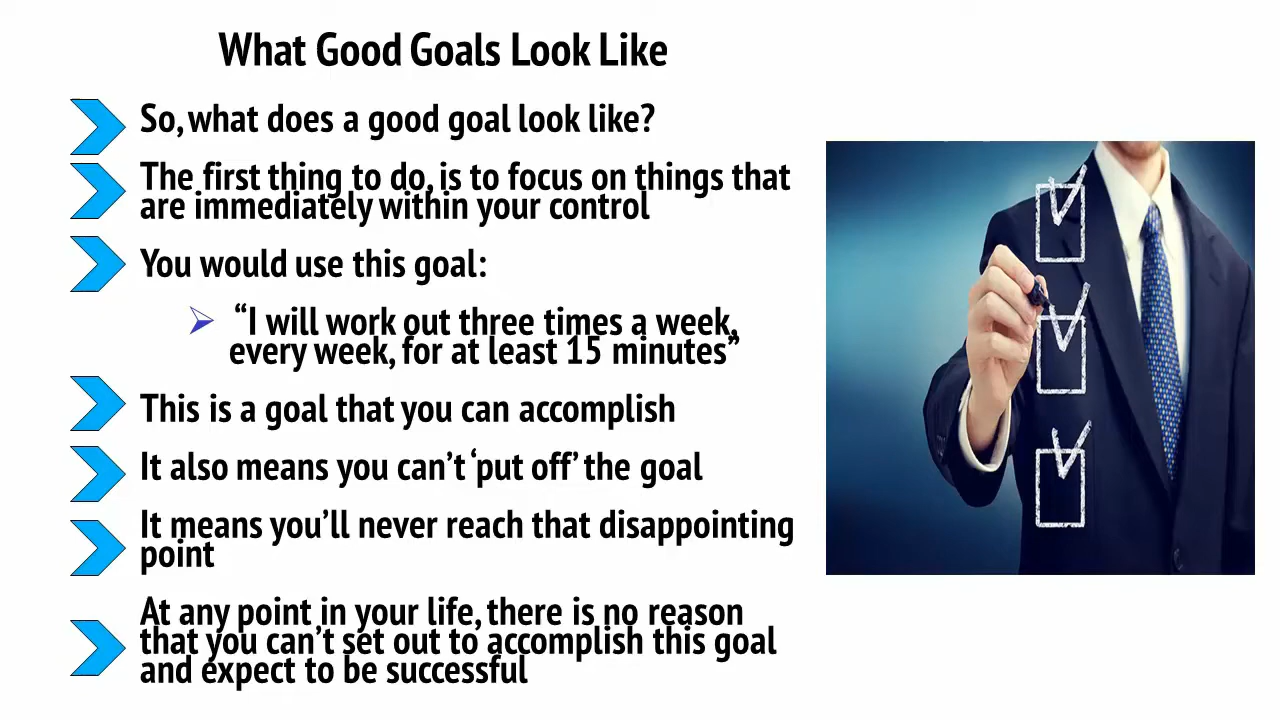 What Good Goals Look Like
So, what does a good goal look like?
The first thing to do, is to focus on things that
are immediately within your control
You would use this goal:
“I will work out three times a week,
every week, for at least 15 minutes”
This is a goal that you can accomplish
It also means you can’t ‘put off’ the goal
It means you’ll never reach that disappointing
point
At any point in your life, there is no reason
that you can’t set out to accomplish this goal
and expect to be successful